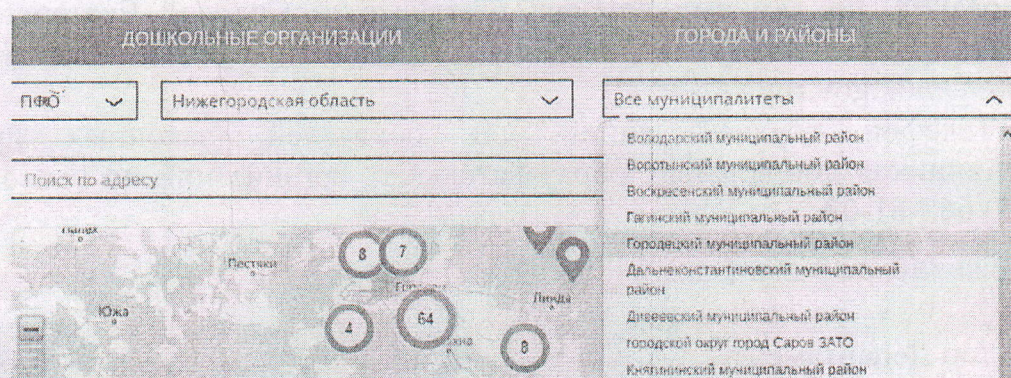 ДОШКОЛЬНЫЕ ОРГАНИЗАЦИИ
ГОРОДА И РАЙОНЫ
ПФО
Нижегородская область
Все муниципалитеты
Поиск по адресу
Володарский муниципальный район
Воротынский муниципальный район
Воскресенский муниципальный район
Гагинский муниципальный район
Городецкий муниципальный район
Дальнеконстантиновский муниципальный
район
Дивеевский муниципальный район
городской округ город Саров ЗАТО
Княгининский муниципальный район
8
7
Пестяки
Линда
Южа
4
64
8